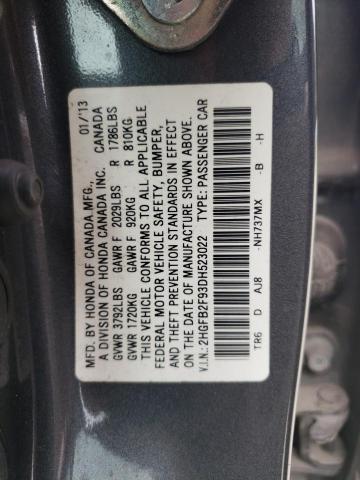 MFD. BY HONDA OF CANADA MFG., 01/'13
A DIVISION OF HONDA CANADA INC. CANADA
GVWR 3792LBS GAWR F 2029LBS R 1786LBS
GVWR 1720KG GAWR F 920KG R 810KG
THIS VEHICLE CONFORMS TO ALL APPLICABLE
FEDERAL MOTOR VEHICLE SAFETY, BUMPER,
AND THEFT PREVENTION STANDARDS IN EFFECT
ON THE DATE OF MANUFACTURE SHOWN ABOVE.
V.I.N.: 2HGFB2F93DH523022 TYPE: PASSENGER CAR
TR6 D AJ8 -NH737MX -B -H